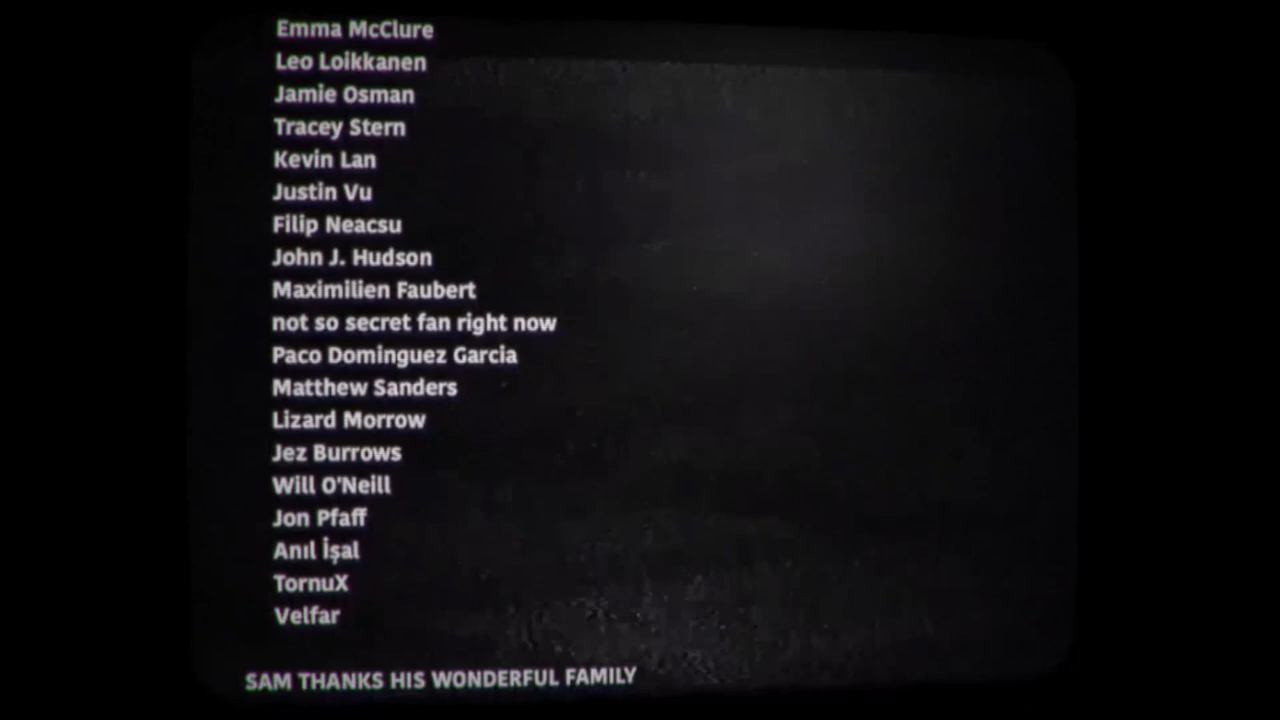 Emma McClure
Leo Loikkanen
Jamie Osman
Tracey Stern
Kevin Lan
Justin Vu
Filip Neacsu
John J. Hudson
Maximilien Faubert
not so secret fan right now
Paco Dominguez Garcia
Matthew Sanders
Lizard Morrow
Jez Burrows
Will O'Neill
Jon Pfaff
Anıl İşal
TornuX
Velfar
SAM THANKS HIS WONDERFUL FAMILY